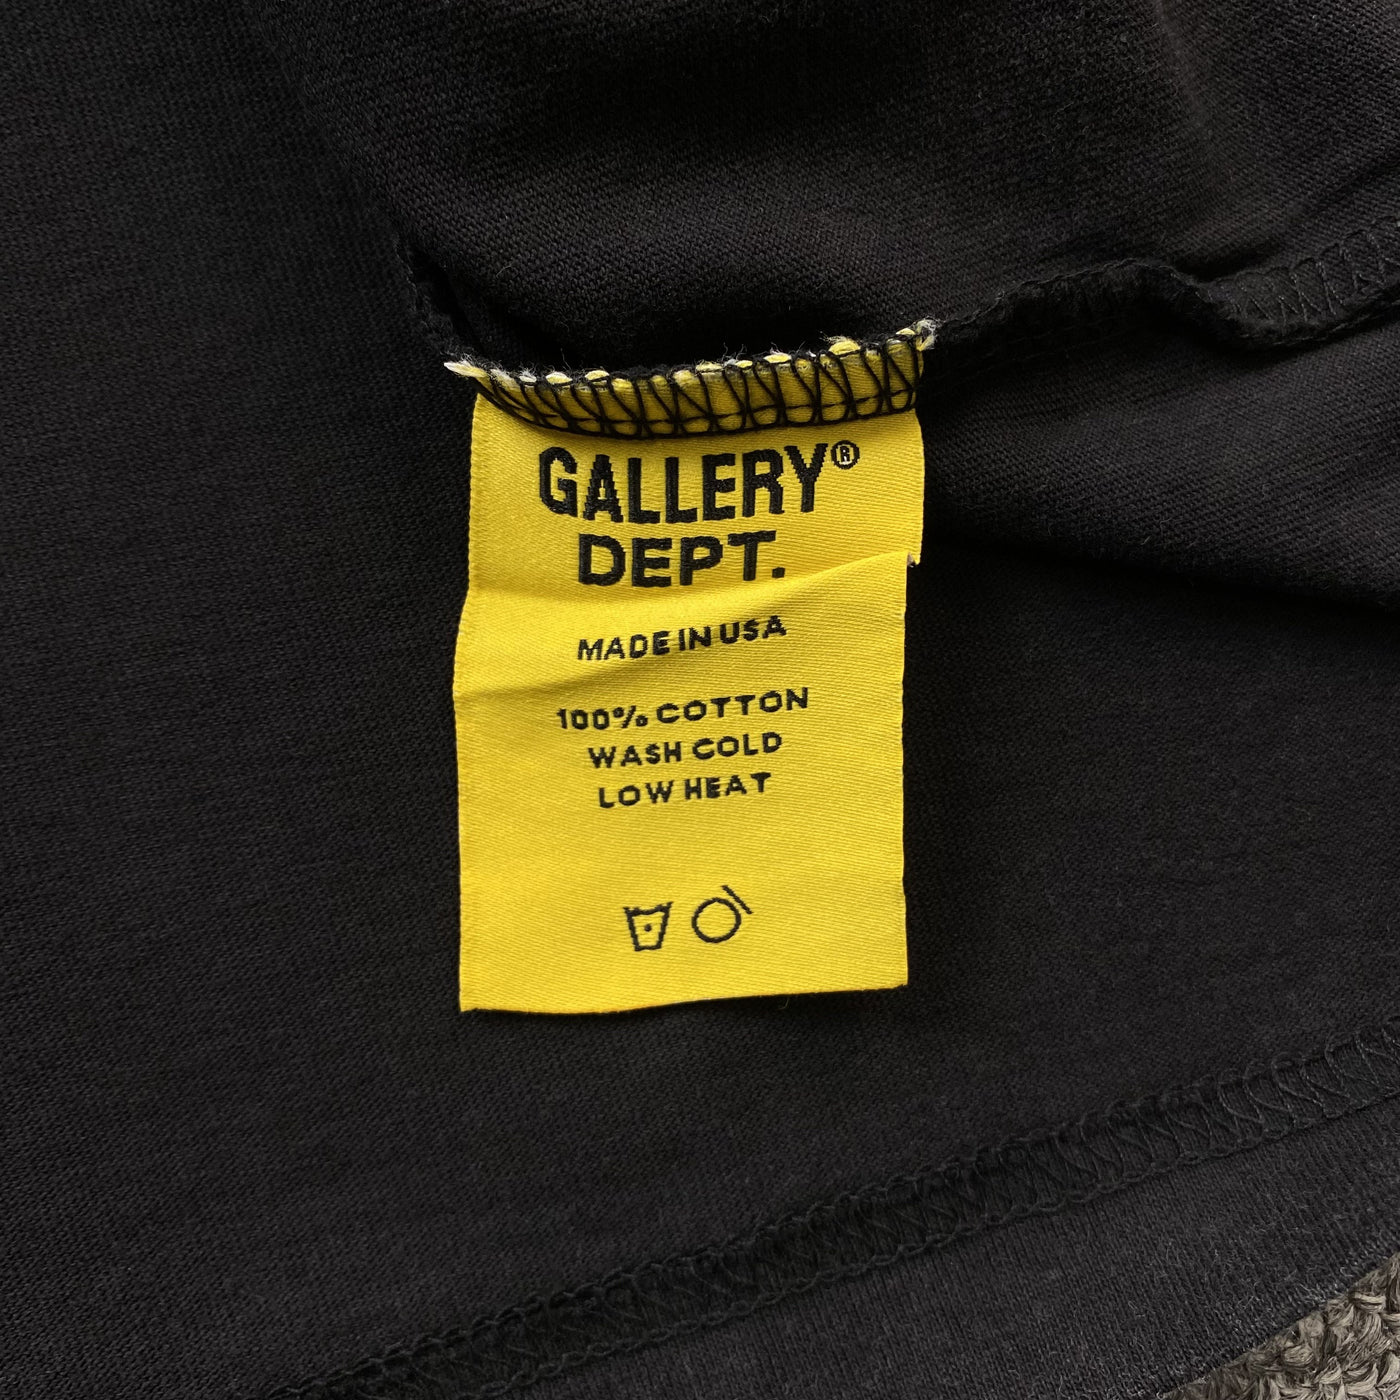 GALLERY®
DEPT.
MADE IN USA
100% COTTON
WASH COLD
LOW HEAT